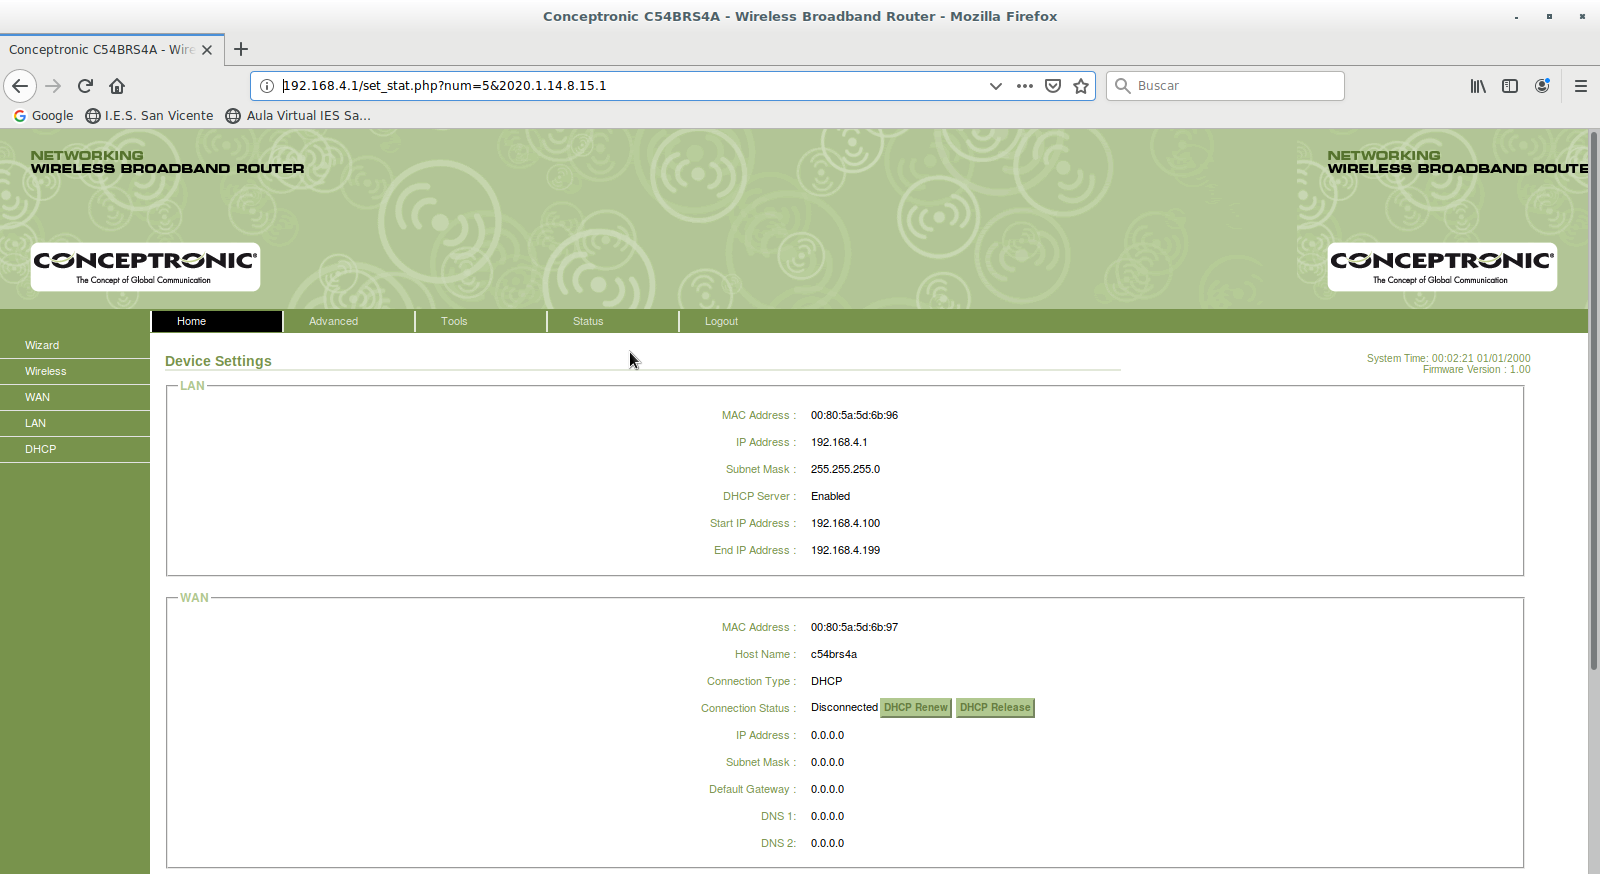 Conceptronic C54BRS4A - Wireless Broadband Router - Mozilla Firefox
Conceptronic C54BRS4A - Wire
192.168.4.1/set_stat.php?num=5&2020.1.14.8.15.1
Buscar
Google I.E.S. San Vicente Aula Virtual IES Sa...
NETWORKING
WIRELESS BROADBAND ROUTER
NETWORKING
WIRELESS BROADBAND ROUTE
CONCEPTRONIC®
The Concept of Global Communication
CONCEPTRONIC®
The Concept of Global Communication
Home Advanced Tools Status Logout
Wizard
Wireless
WAN
LAN
DHCP
Device Settings
System Time: 00:02:21 01/01/2000
Firmware Version : 1.00
LAN
MAC Address : 00:80:5a:5d:6b:96
IP Address : 192.168.4.1
Subnet Mask : 255.255.255.0
DHCP Server : Enabled
Start IP Address : 192.168.4.100
End IP Address : 192.168.4.199
WAN
MAC Address : 00:80:5a:5d:6b:97
Host Name : c54brs4a
Connection Type : DHCP
Connection Status : Disconnected DHCP Renew DHCP Release
IP Address : 0.0.0.0
Subnet Mask : 0.0.0.0
Default Gateway : 0.0.0.0
DNS 1: 0.0.0.0
DNS 2: 0.0.0.0